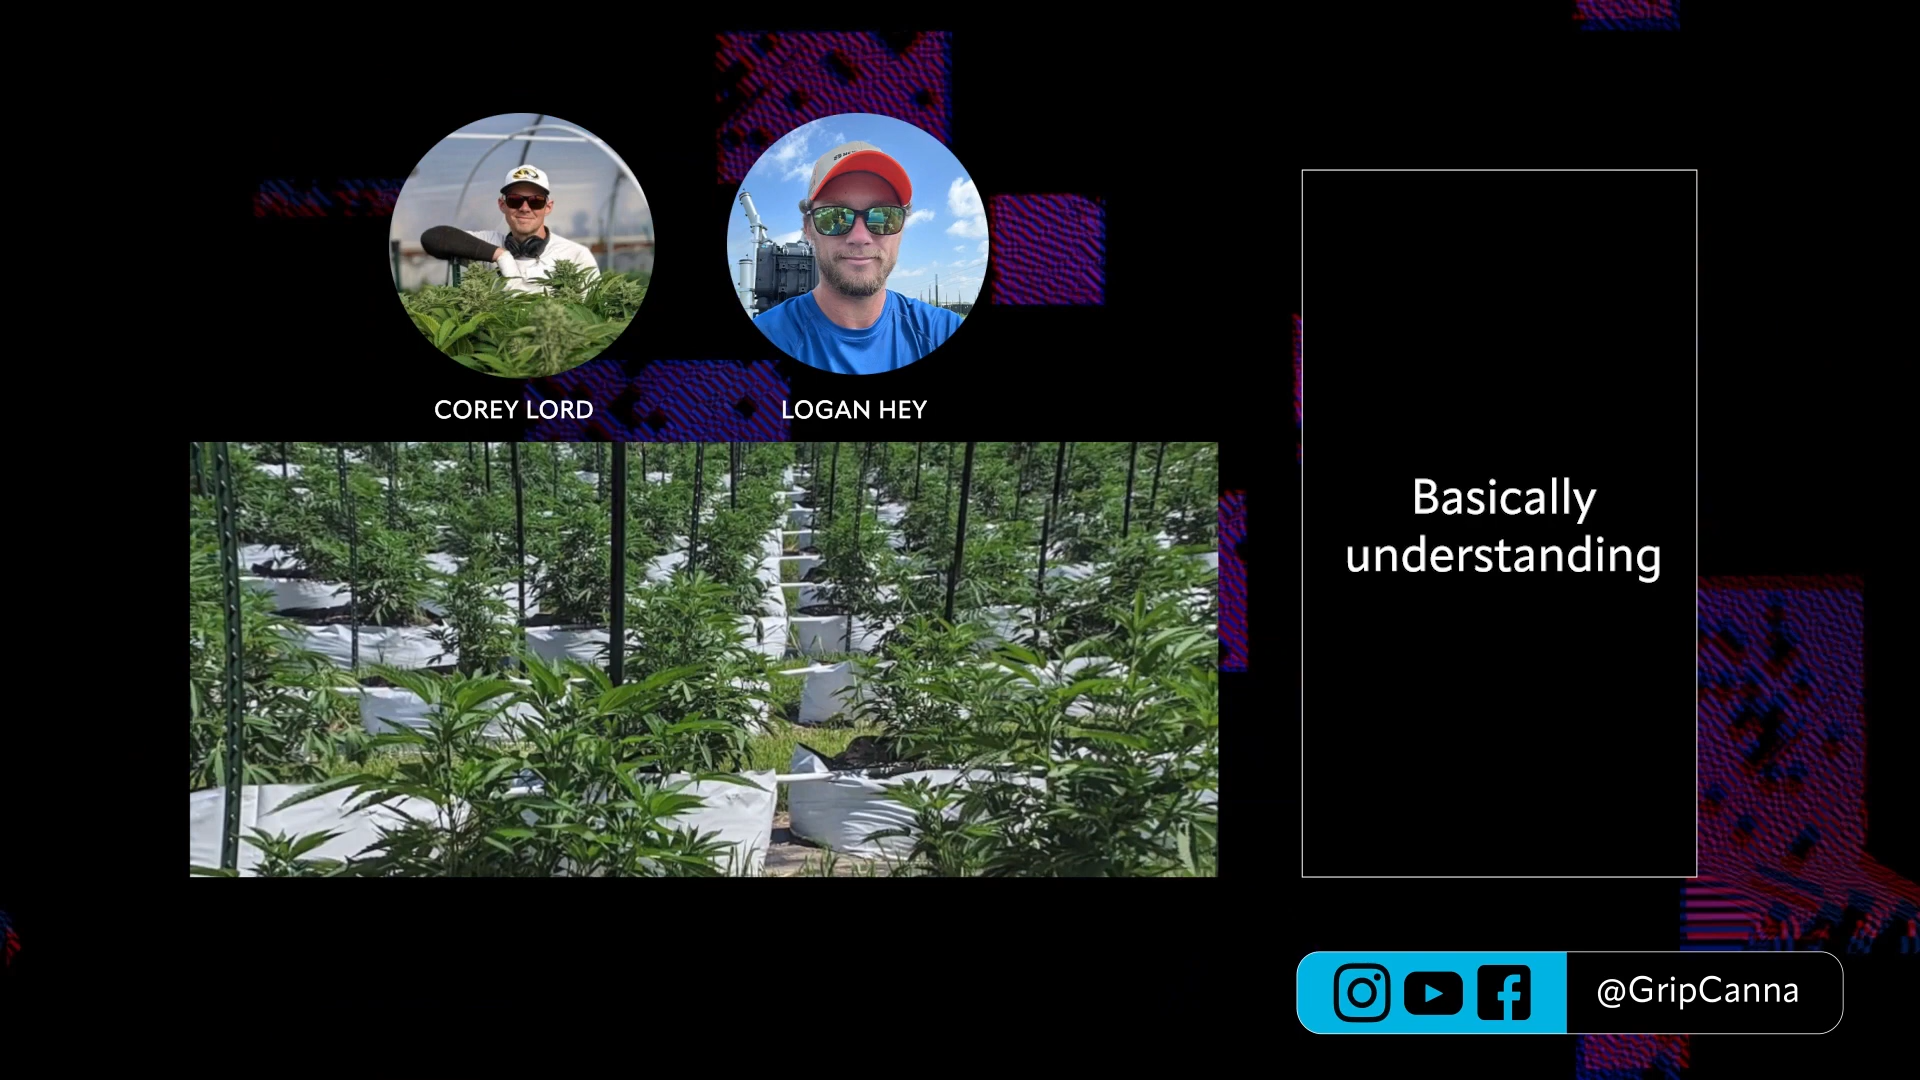 COREY LORD
LOGAN HEY
Basically
understanding
@GripCanna